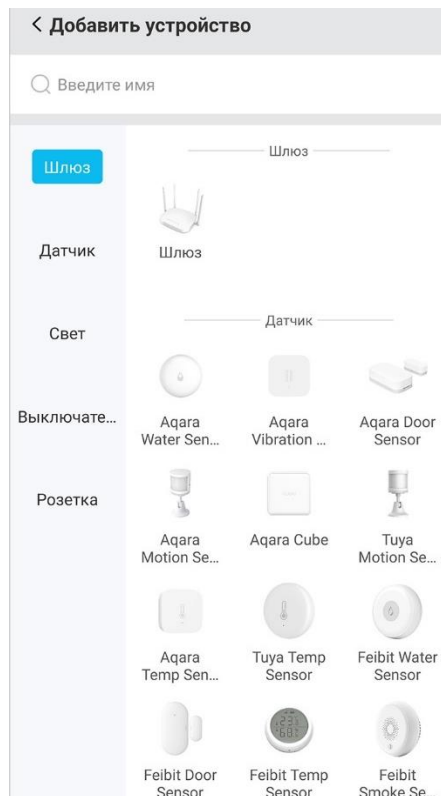 < Добавить устройство
Введите имя
Шлюз
Датчик
Свет
Выключате...
Розетка
Шлюз
Шлюз
Датчик
Aqara
Water Sen...
Aqara
Vibration ...
Aqara Door
Sensor
Aqara
Motion Se...
Aqara Cube
Tuya
Motion Se...
Aqara
Temp Sen...
Tuya Temp
Sensor
Feibit Water
Sensor
Feibit Door
Sensor
Feibit Temp
Sensor
Feibit
Smoke Se...